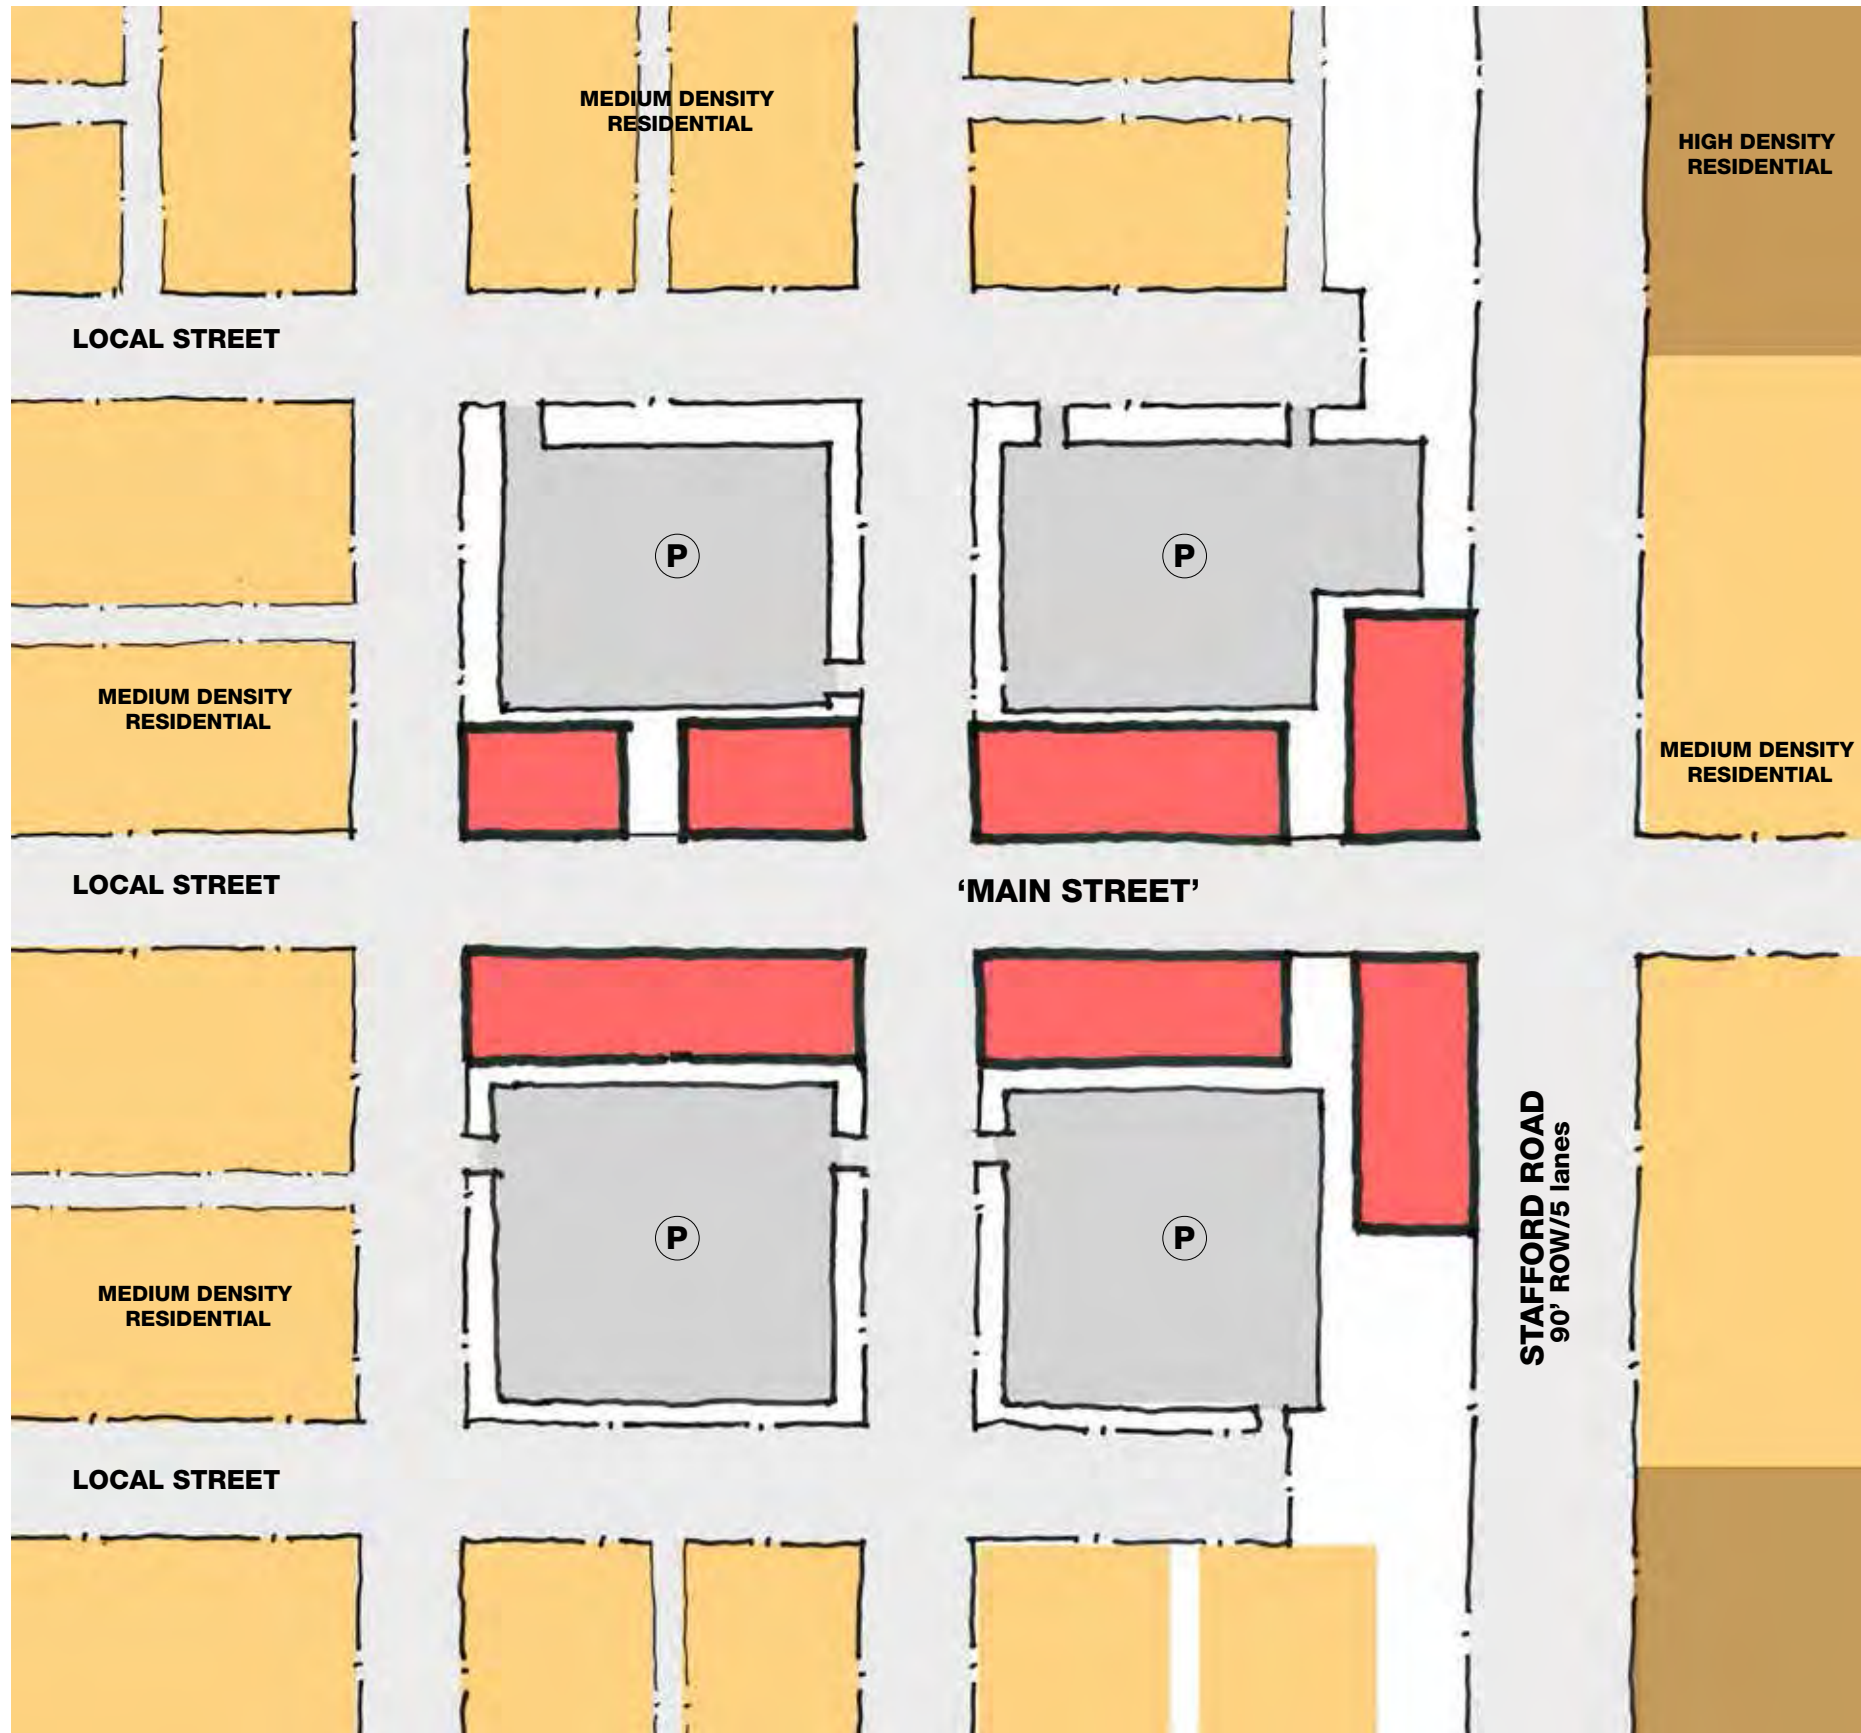 MEDIUM DENSITY
RESIDENTIAL
HIGH DENSITY
RESIDENTIAL
LOCAL STREET
P
P
MEDIUM DENSITY
RESIDENTIAL
MEDIUM DENSITY
RESIDENTIAL
LOCAL STREET
‘MAIN STREET’
STAFFORD ROAD
90’ ROW/5 lanes
P
P
MEDIUM DENSITY
RESIDENTIAL
LOCAL STREET